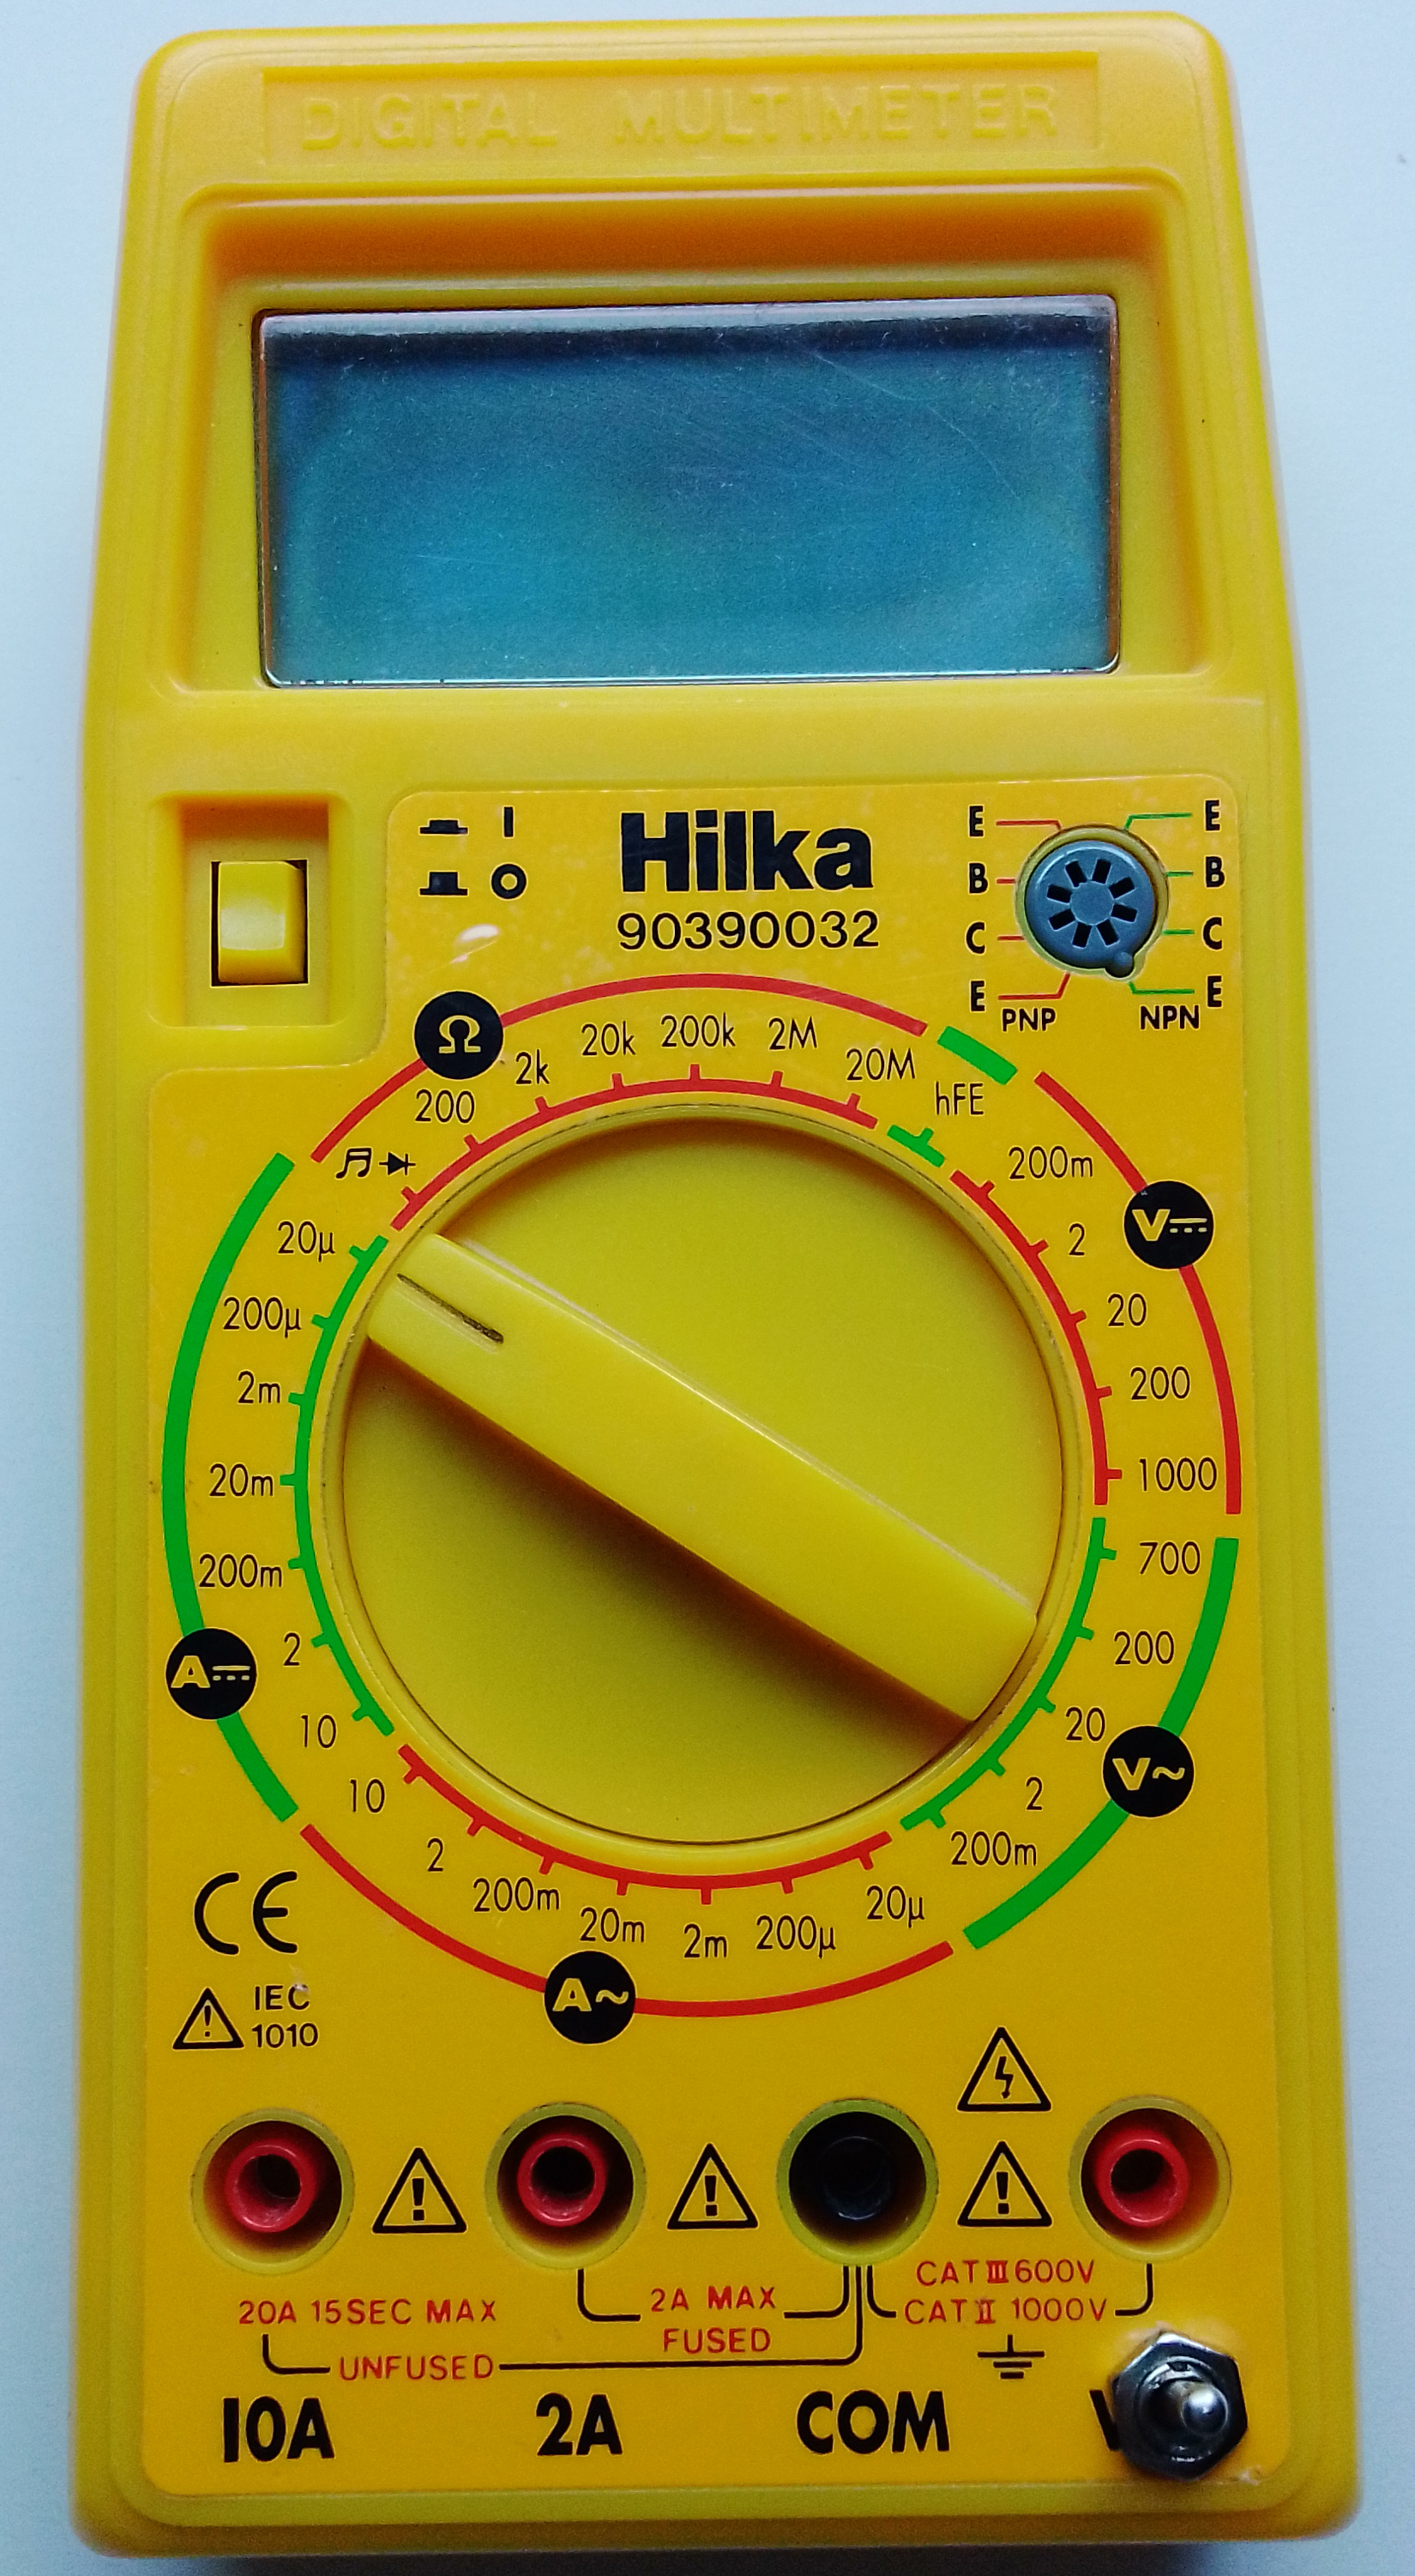 DIGITAL MULTIMETER
I
O
Hilka
90390032
E E
B B
C C
E E
PNP NPN
Ω
200
2k
20k
200k
2M
20M
hFE
200m
2
20
200
1000
V
700
200
20
2
200m
V~
20µ
200µ
2m
20m
200m
2
10
A~
10
2
200m
20m
2m
200µ
20µ
A
CE
IEC
1010
CAT III 600V
20A 15SEC MAX
2A MAX
CAT II 1000V
FUSED
UNFUSED
10A
2A
COM